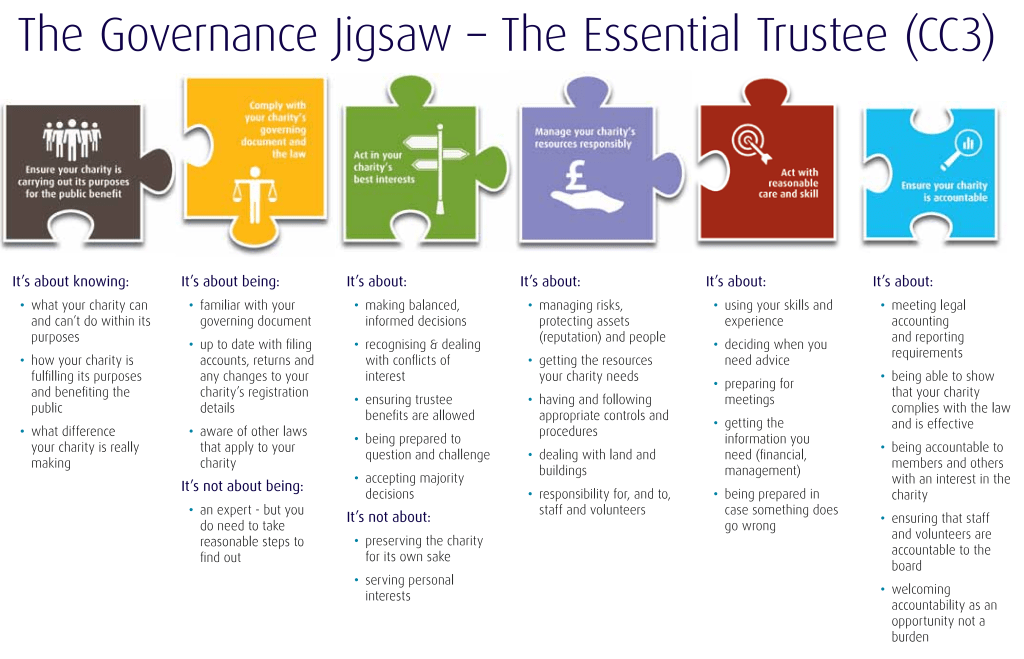 The Governance Jigsaw – The Essential Trustee (CC3)
Ensure your charity is
carrying out its purposes
for the public benefit
It's about knowing:
• what your charity can
and can't do within its
purposes
• how your charity is
fulfilling its purposes
and benefiting the
public
• what difference
your charity is really
making
Comply with
your charity's
governing
document and
the law
It's about being:
• familiar with your
governing document
• up to date with filing
accounts, returns and
any changes to your
charity's registration
details
• aware of other laws
that apply to your
charity
It's not about being:
• an expert - but you
do need to take
reasonable steps to
find out
Act in your
charity's
best interests
It's about:
• making balanced,
informed decisions
• recognising & dealing
with conflicts of
interest
• ensuring trustee
benefits are allowed
• being prepared to
question and challenge
• accepting majority
decisions
It's not about:
• preserving the charity
for its own sake
• serving personal
interests
Manage your charity's
resources responsibly
£
It's about:
• managing risks,
protecting assets
(reputation) and people
• getting the resources
your charity needs
• having and following
appropriate controls and
procedures
• dealing with land and
buildings
• responsibility for, and to,
staff and volunteers
Act with
reasonable
care and skill
It's about:
• using your skills and
experience
• deciding when you
need advice
• preparing for
meetings
• getting the
information you
need (financial,
management)
• being prepared in
case something does
go wrong
Ensure your charity
is accountable
It's about:
• meeting legal
accounting
and reporting
requirements
• being able to show
that your charity
complies with the law
and is effective
• being accountable to
members and others
with an interest in the
charity
• ensuring that staff
and volunteers are
accountable to the
board
• welcoming
accountability as an
opportunity not a
burden